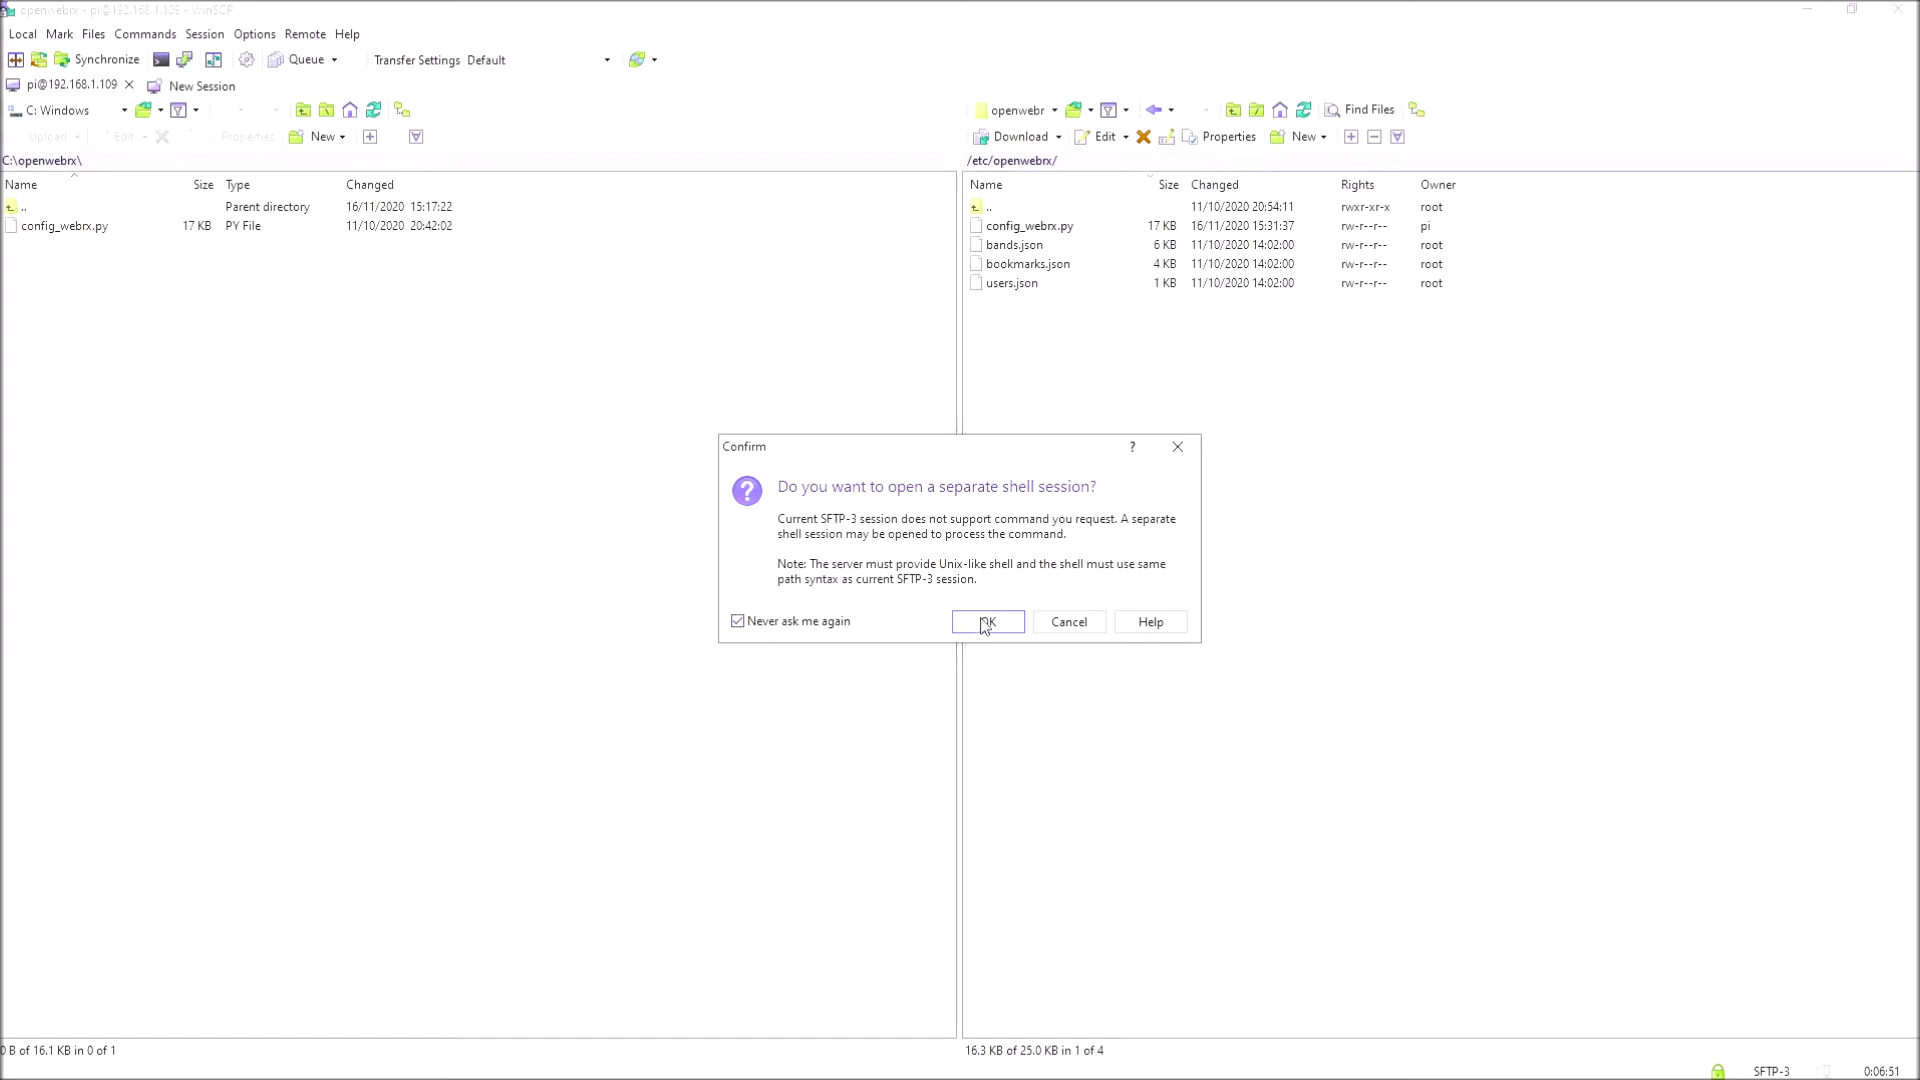 openwebrx - pi@192.168.1.109 - WinSCP
Local Mark Files Commands Session Options Remote Help
Synchronize Queue Transfer Settings Default
pi@192.168.1.109 New Session
C: Windows
openwebr Find Files
Upload Edit Properties New
Download Edit Properties New
C:\openwebrx\
/etc/openwebrx/
Name Size Type Changed
.. Parent directory 16/11/2020 15:17:22
config_webrx.py 17 KB PY File 11/10/2020 20:42:02
Name Size Changed Rights Owner
.. 11/10/2020 20:54:11 rwxr-xr-x root
config_webrx.py 17 KB 16/11/2020 15:31:37 rw-r--r-- pi
bands.json 6 KB 11/10/2020 14:02:00 rw-r--r-- root
bookmarks.json 4 KB 11/10/2020 14:02:00 rw-r--r-- root
users.json 1 KB 11/10/2020 14:02:00 rw-r--r-- root
Confirm
Do you want to open a separate shell session?
Current SFTP-3 session does not support command you request. A separate
shell session may be opened to process the command.
Note: The server must provide Unix-like shell and the shell must use same
path syntax as current SFTP-3 session.
Never ask me again OK Cancel Help
0 B of 16.1 KB in 0 of 1
16.3 KB of 25.0 KB in 1 of 4
SFTP-3 0:06:51